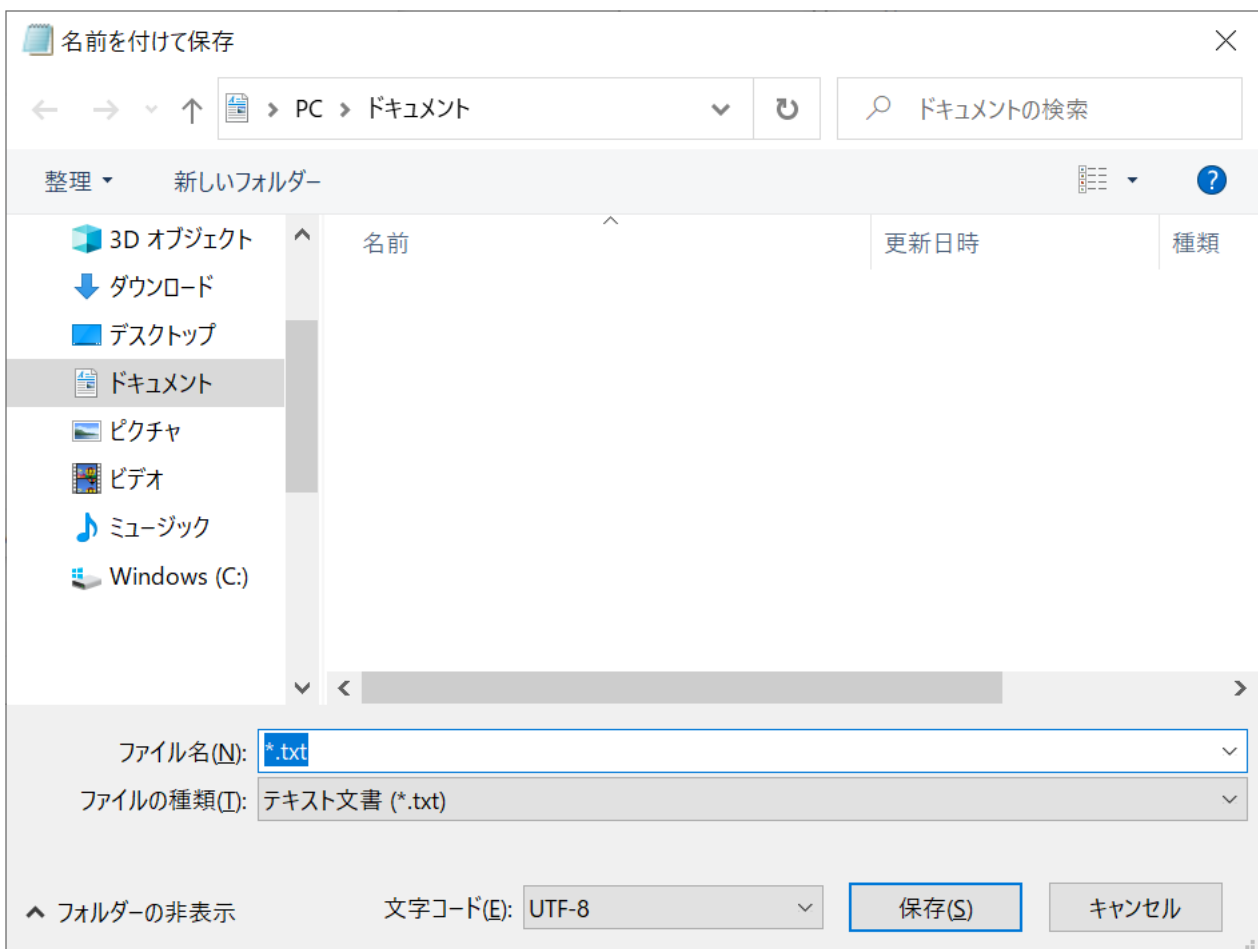 名前を付けて保存
PC ドキュメント
ドキュメントの検索
整理
新しいフォルダー
3D オブジェクト
ダウンロード
デスクトップ
ドキュメント
ピクチャ
ビデオ
ミュージック
Windows (C:)
名前
更新日時
種類
ファイル名(N): *.txt
ファイルの種類(T): テキスト文書 (*.txt)
フォルダーの非表示
文字コード(E): UTF-8
保存(S)
キャンセル